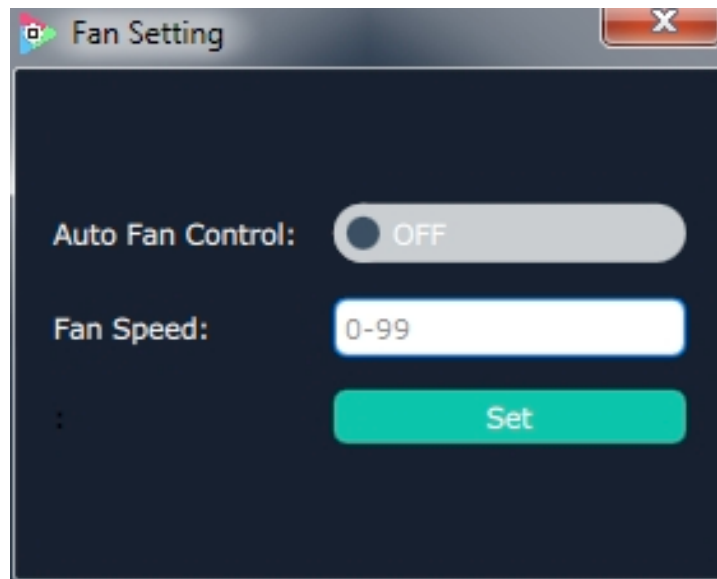 Fan Setting
Auto Fan Control: OFF
Fan Speed: 0-99
: Set